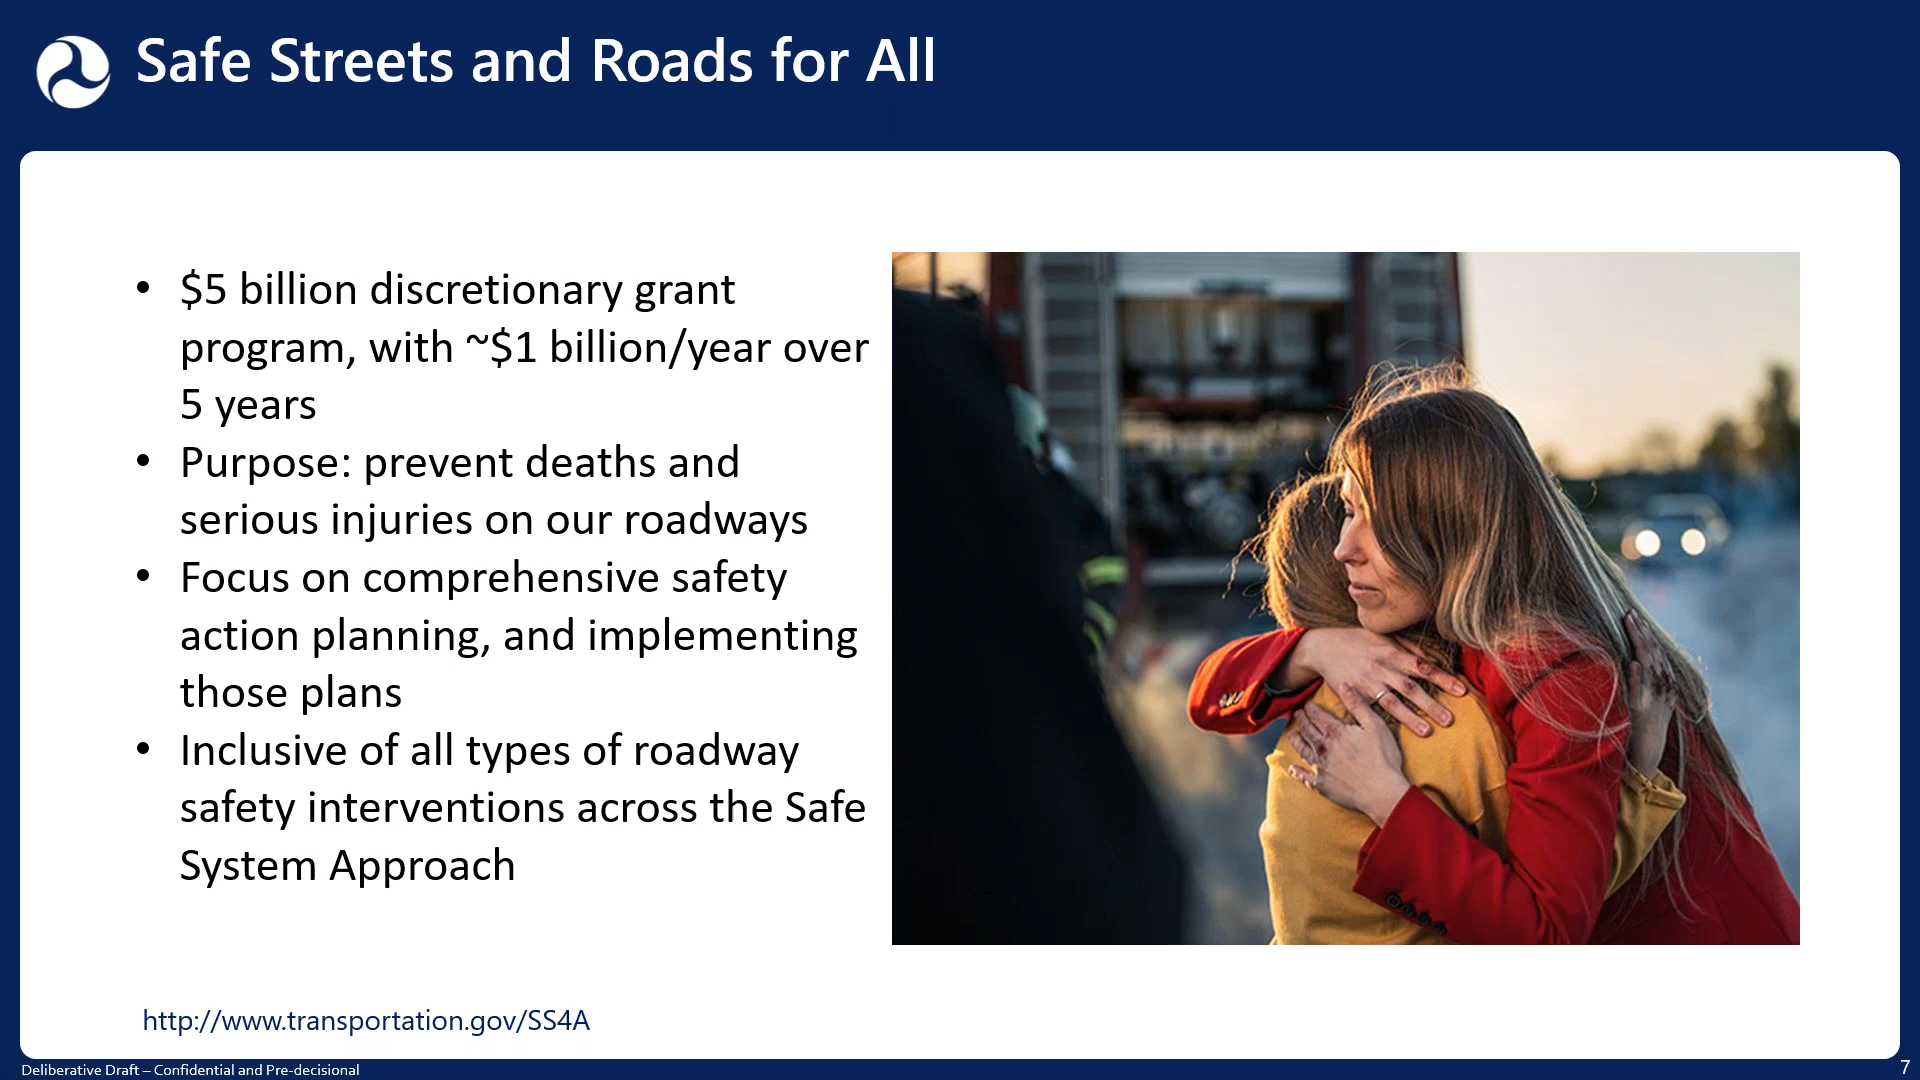 Safe Streets and Roads for All
• $5 billion discretionary grant
program, with ~$1 billion/year over
5 years
• Purpose: prevent deaths and
serious injuries on our roadways
• Focus on comprehensive safety
action planning, and implementing
those plans
• Inclusive of all types of roadway
safety interventions across the Safe
System Approach
http://www.transportation.gov/SS4A
Deliberative Draft – Confidential and Pre-decisional
7